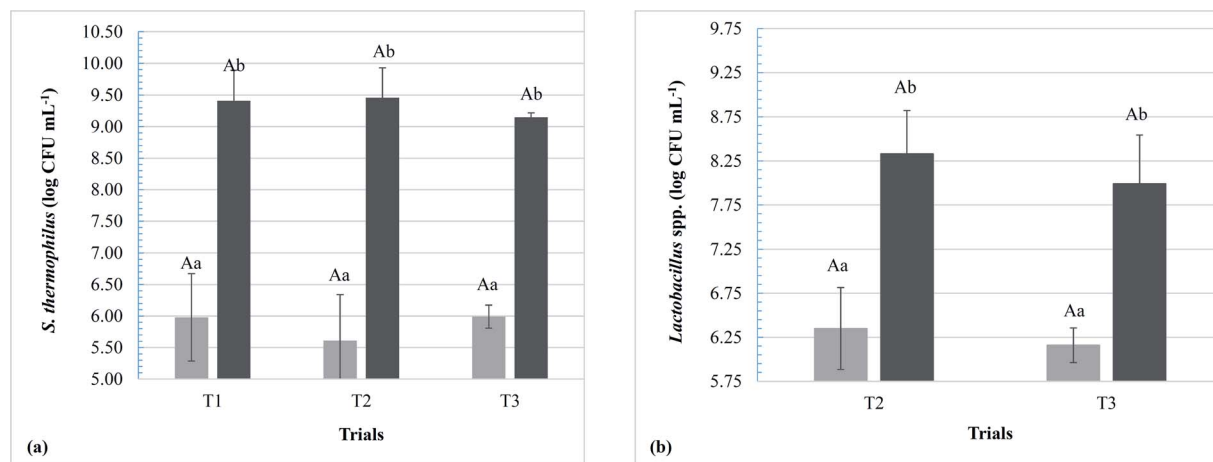 S. thermophilus (log CFU mL⁻¹)
10.50
10.00
9.50
9.00
8.50
8.00
7.50
7.00
6.50
6.00
5.50
5.00
Aa
Ab
Aa
Ab
Aa
Ab
T1
T2
T3
Trials
(a)
Lactobacillus spp. (log CFU mL⁻¹)
9.75
9.25
8.75
8.25
7.75
7.25
6.75
6.25
5.75
Aa
Ab
Aa
Ab
T2
T3
Trials
(b)